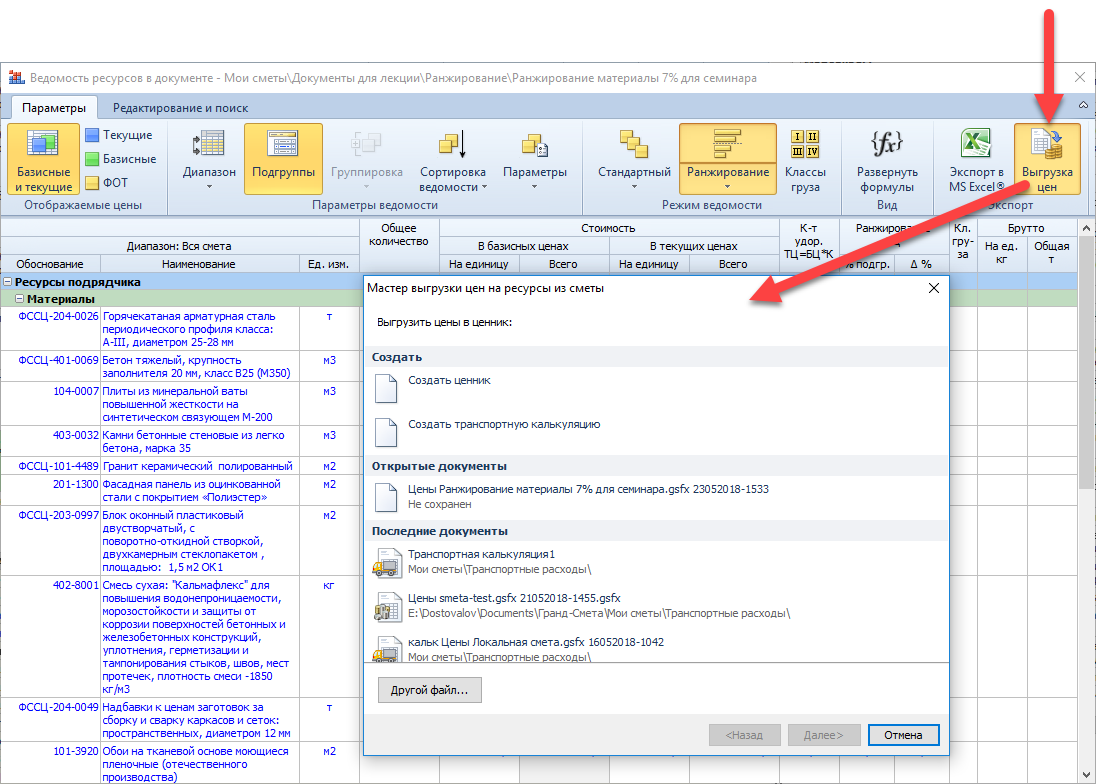 Ведомость ресурсов в документе - Мои сметы\Документы для лекции\Ранжирование\Ранжирование материалы 7% для семинара
Параметры
Редактирование и поиск
Базисные
и текущие
Текущие
Базисные
ФОТ
Отображаемые цены
Диапазон
Подгруппы
Группировка
Сортировка
ведомости
Параметры
Параметры ведомости
Стандартный
Ранжирование
Классы
груза
Режим ведомости
Развернуть
формулы
Вид
Экспорт в
MS Excel®
Выгрузка
цен
Экспорт
Диапазон: Вся смета
Обоснование
Наименование
Ед. изм.
Общее
количество
Стоимость
В базисных ценах
В текущих ценах
На единицу
Всего
На единицу
Всего
К-т
удор.
ТЦ=БЦ*К
% подгр.
Δ %
Кл.
гру-
за
Брутто
На ед.
кг
Общая
т
Ресурсы подрядчика
Материалы
ФССЦ-204-0026 Горячекатаная арматурная сталь т
периодического профиля класса:
А-III, диаметром 25-28 мм
ФССЦ-401-0069 Бетон тяжелый, крупность м3
заполнителя 20 мм, класс В25 (М350)
104-0007 Плиты из минеральной ваты м3
повышенной жесткости на
синтетическом связующем М-200
403-0032 Камни бетонные стеновые из легко м3
бетона, марка 35
ФССЦ-101-4489 Гранит керамический полированный м2
201-1300 Фасадная панель из оцинкованной м2
стали с покрытием «Полиэстер»
ФССЦ-203-0997 Блок оконный пластиковый м2
двустворчатый, с
поворотно-откидной створкой,
двухкамерным стеклопакетом ,
площадью: 1,5 м2 ОК1
402-8001 Смесь сухая: "Кальмафлекс" для кг
повышения водонепроницаемости,
морозостойкости и защиты от
коррозии поверхностей бетонных и
железобетонных конструкций,
уплотнения, герметизации и
тампонирования стыков, швов, мест
протечек, плотность смеси -1850
кг/м3
ФССЦ-204-0049 Надбавки к ценам заготовок за т
сборку и сварку каркасов и сеток:
пространственных, диаметром 12 мм
101-3920 Обои на тканевой основе моющиеся м2
пленочные (отечественного
производства)
Мастер выгрузки цен на ресурсы из сметы
Выгрузить цены в ценник:
Создать
Создать ценник
Создать транспортную калькуляцию
Открытые документы
Цены Ранжирование материалы 7% для семинара.gsfx 23052018-1533
Не сохранен
Последние документы
Транспортная калькуляция1
Мои сметы\Транспортные расходы\
Цены smeta-test.gsfx 21052018-1455.gsfx
E:\Dostovalov\Documents\Гранд-Смета\Мои сметы\Транспортные расходы\
кальк Цены Локальная смета.gsfx 16052018-1042
Мои сметы\Транспортные расходы\
Другой файл...
<Назад
Далее>
Отмена